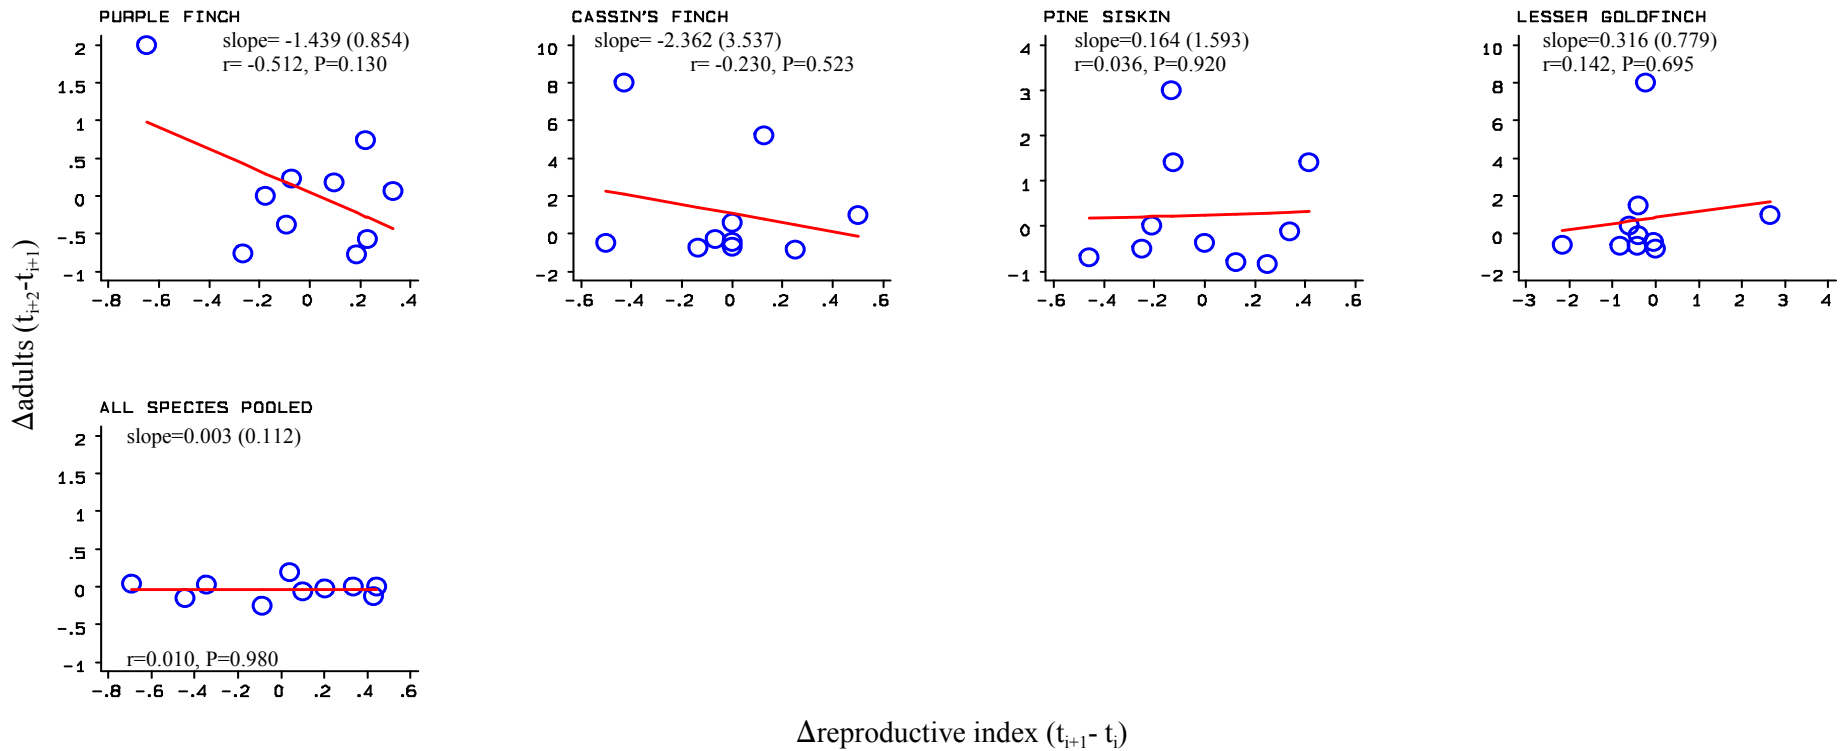 PURPLE FINCH
slope= -1.439 (0.854)
r= -0.512, P=0.130
2
1.5
1
.5
0
-.5
-1
-.8 -.6 -.4 -.2 0 .2 .4
CASSIN'S FINCH
slope= -2.362 (3.537)
r= -0.230, P=0.523
10
8
6
4
2
0
-2
-.6 -.4 -.2 0 .2 .4 .6
PINE SISKIN
slope=0.164 (1.593)
r=0.036, P=0.920
4
3
2
1
0
-1
-.6 -.4 -.2 0 .2 .4 .6
LESSER GOLDFINCH
slope=0.316 (0.779)
r=0.142, P=0.695
10
8
6
4
2
0
-2
-3 -2 -1 0 1 2 3 4
Δadults (tᵢ₊₂-tᵢ₊₁)
ALL SPECIES POOLED
slope=0.003 (0.112)
2
1.5
1
.5
0
-.5
-1
r=0.010, P=0.980
-.8 -.6 -.4 -.2 0 .2 .4 .6
Δreproductive index (tᵢ₊₁- tᵢ)